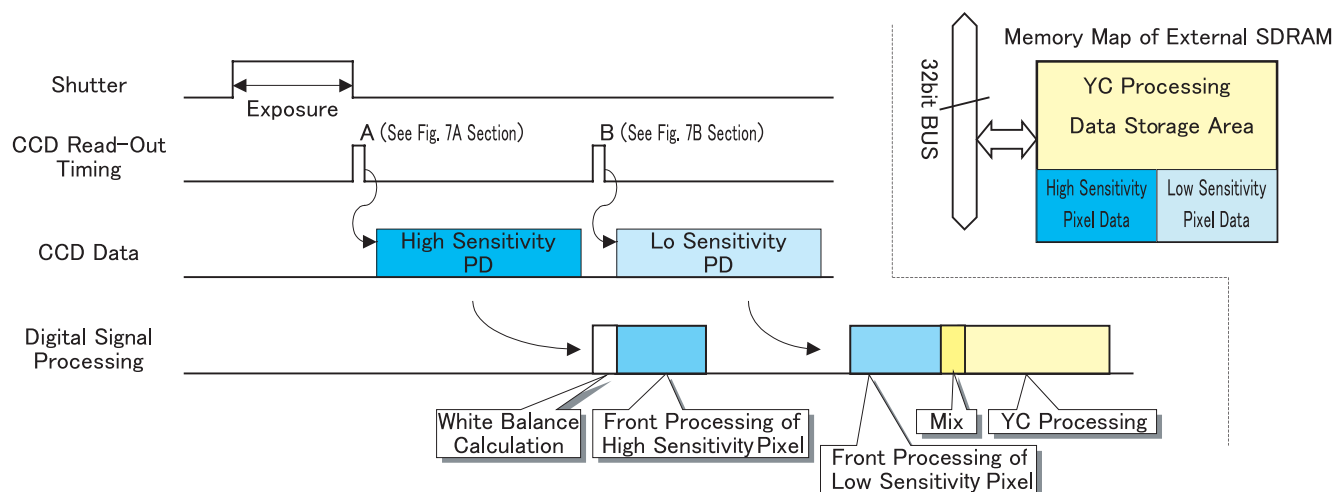 Shutter
Exposure
CCD Read-Out
Timing
A (See Fig. 7A Section)
B (See Fig. 7B Section)
CCD Data
High Sensitivity
PD
Lo Sensitivity
PD
Digital Signal
Processing
White Balance
Calculation
Front Processing of
High Sensitivity Pixel
Front Processing of
Low Sensitivity Pixel
Mix
YC Processing
32bit BUS
Memory Map of External SDRAM
YC Processing
Data Storage Area
High Sensitivity
Pixel Data
Low Sensitivity
Pixel Data